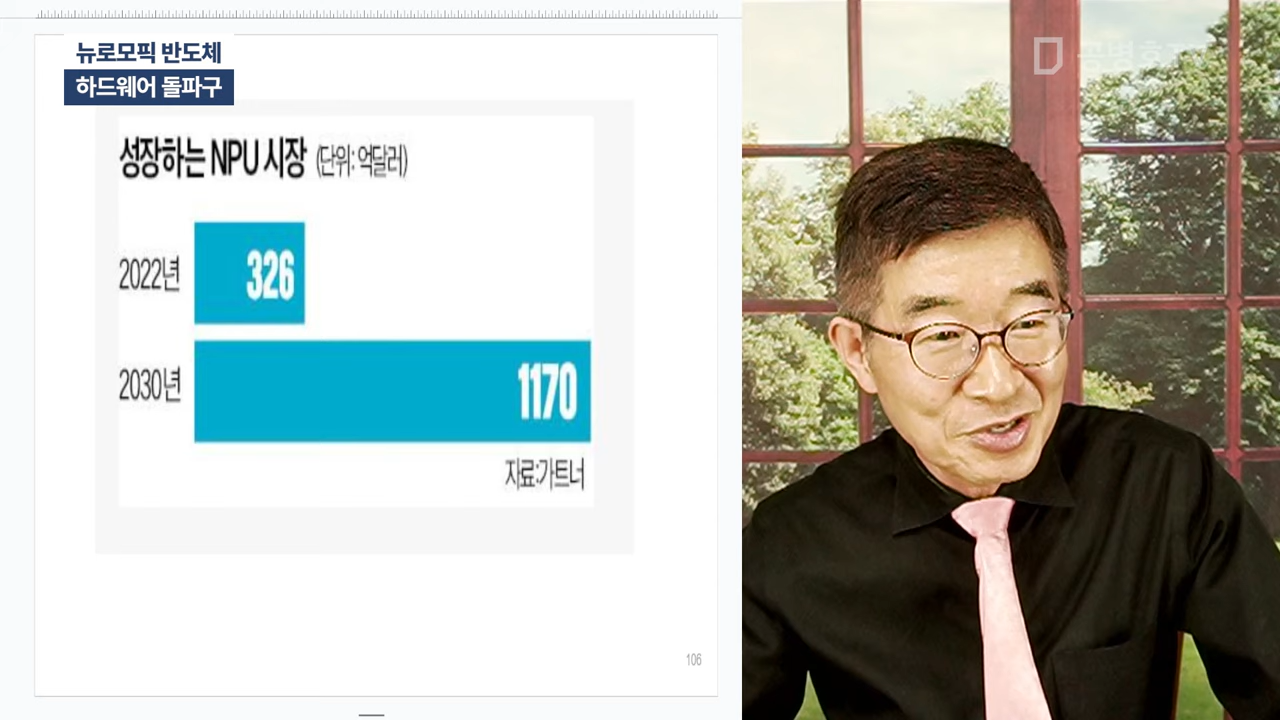 뉴로모픽 반도체
하드웨어 돌파구
성장하는 NPU 시장 (단위: 억달러)
2022년 326
2030년 1170
자료:가트너
106